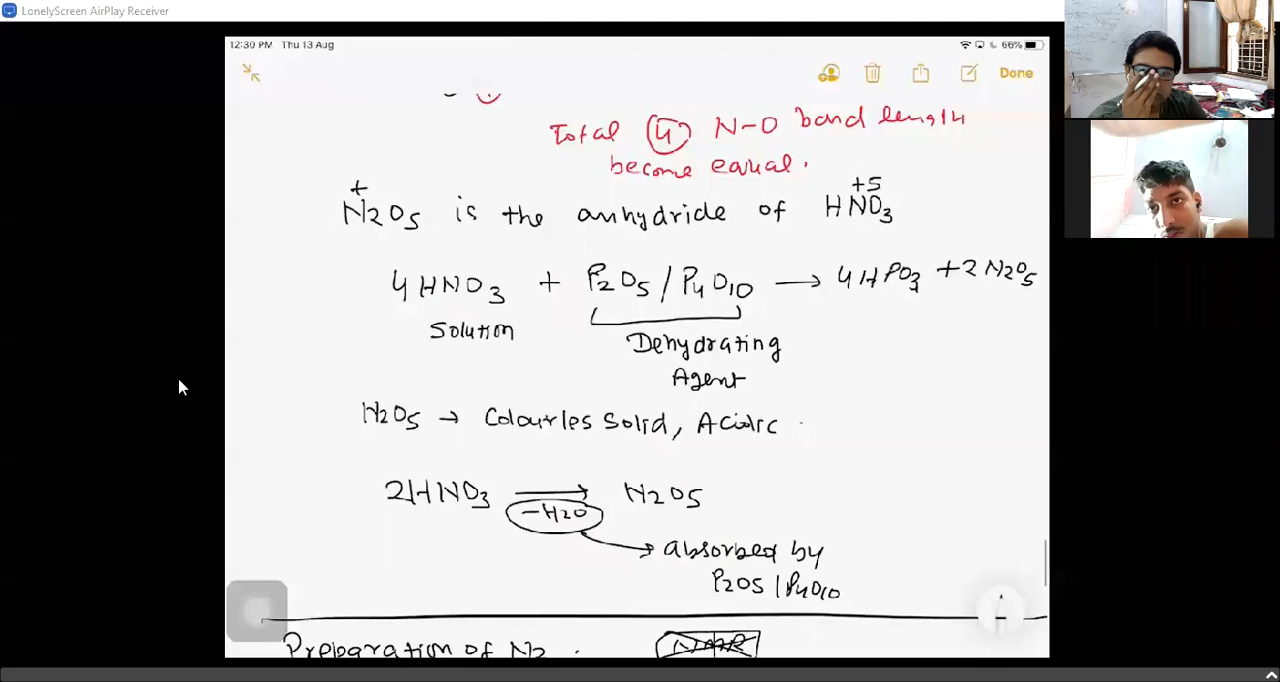 LonelyScreen AirPlay Receiver
12:30 PM Thu 13 Aug
66%
Done
Total 4 N-O bond length
become equal.
+ +5
N2O5 is the anhydride of HNO3
4HNO3 + P2O5/P4O10 → 4HPO3 + 2N2O5
Solution
Dehydrating
Agent
N2O5 → Colourles Solid, Acidic
2HNO3 → N2O5
-H2O
absorbed by
P2O5/P4O10
Preparation of N2.